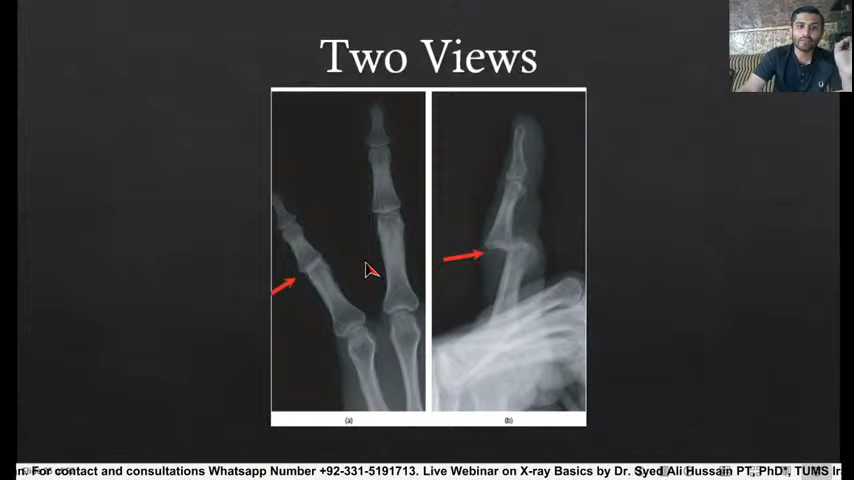 Two Views
(a)
(b)
n. For contact and consultations Whatsapp Number +92-331-5191713. Live Webinar on X-ray Basics by Dr. Syed Ali Hussain PT, PhD*, TUMS Ir